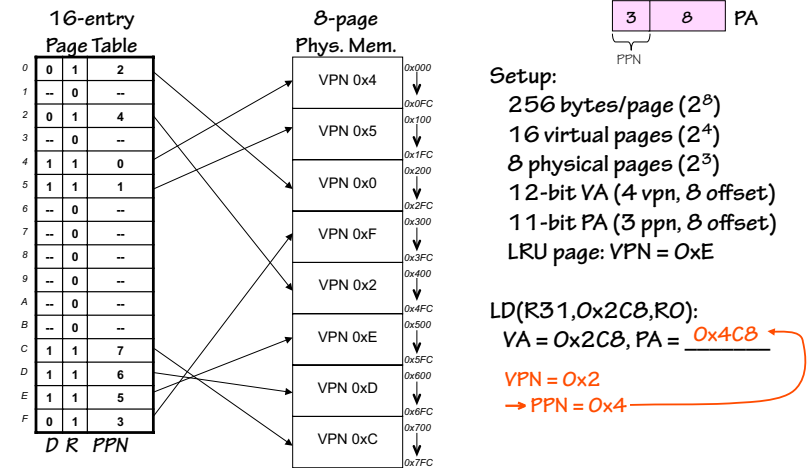 16-entry
Page Table
0 0 1 2
1 -- 0 --
2 0 1 4
3 -- 0 --
4 1 1 0
5 1 1 1
6 -- 0 --
7 -- 0 --
8 -- 0 --
9 -- 0 --
A -- 0 --
B -- 0 --
C 1 1 7
D 1 1 6
E 1 1 5
F 0 1 3
D R PPN
8-page
Phys. Mem.
VPN 0x4
0x000
0x0FC
VPN 0x5
0x100
0x1FC
VPN 0x0
0x200
0x2FC
VPN 0xF
0x300
0x3FC
VPN 0x2
0x400
0x4FC
VPN 0xE
0x500
0x5FC
VPN 0xD
0x600
0x6FC
VPN 0xC
0x700
0x7FC
3 8 PA
PPN
Setup:
256 bytes/page (2⁸)
16 virtual pages (2⁴)
8 physical pages (2³)
12-bit VA (4 vpn, 8 offset)
11-bit PA (3 ppn, 8 offset)
LRU page: VPN = 0xE
LD(R31,0x2C8,R0):
VA = 0x2C8, PA = 0x4C8
VPN = 0x2
→ PPN = 0x4